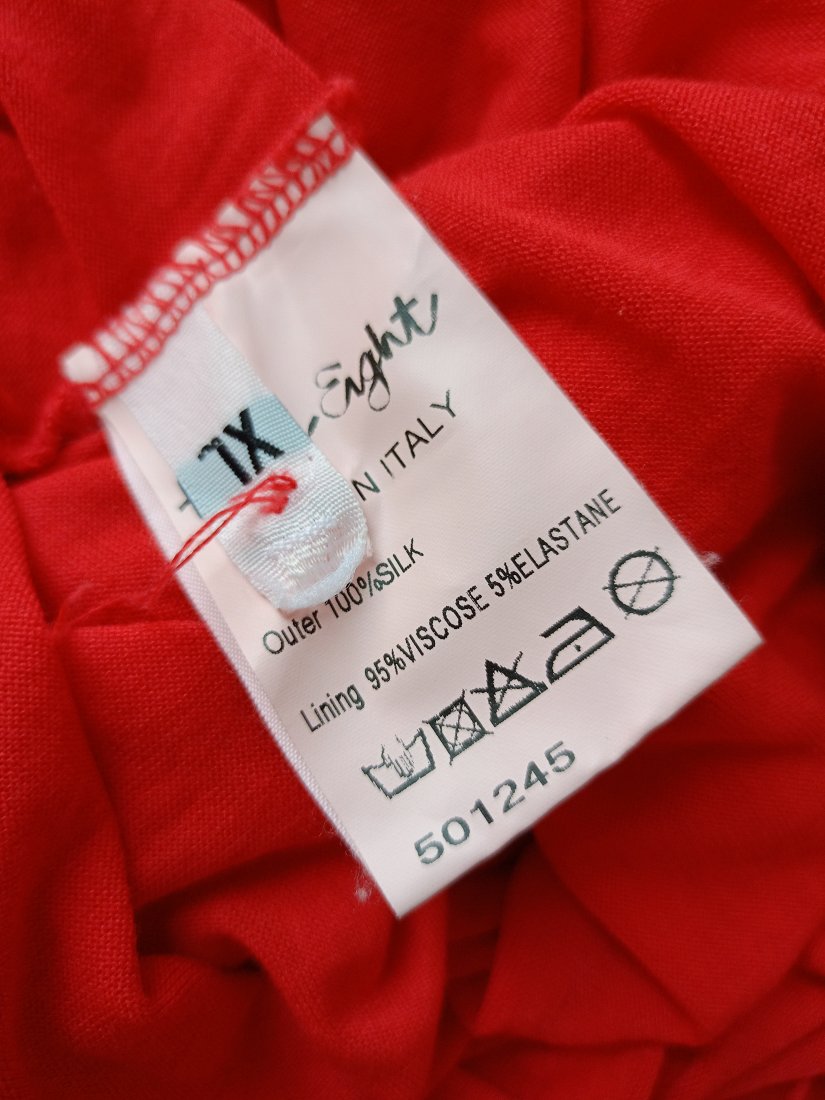 Eight
1X
N ITALY
Outer 100%SILK
Lining 95%VISCOSE 5%ELASTANE
501245